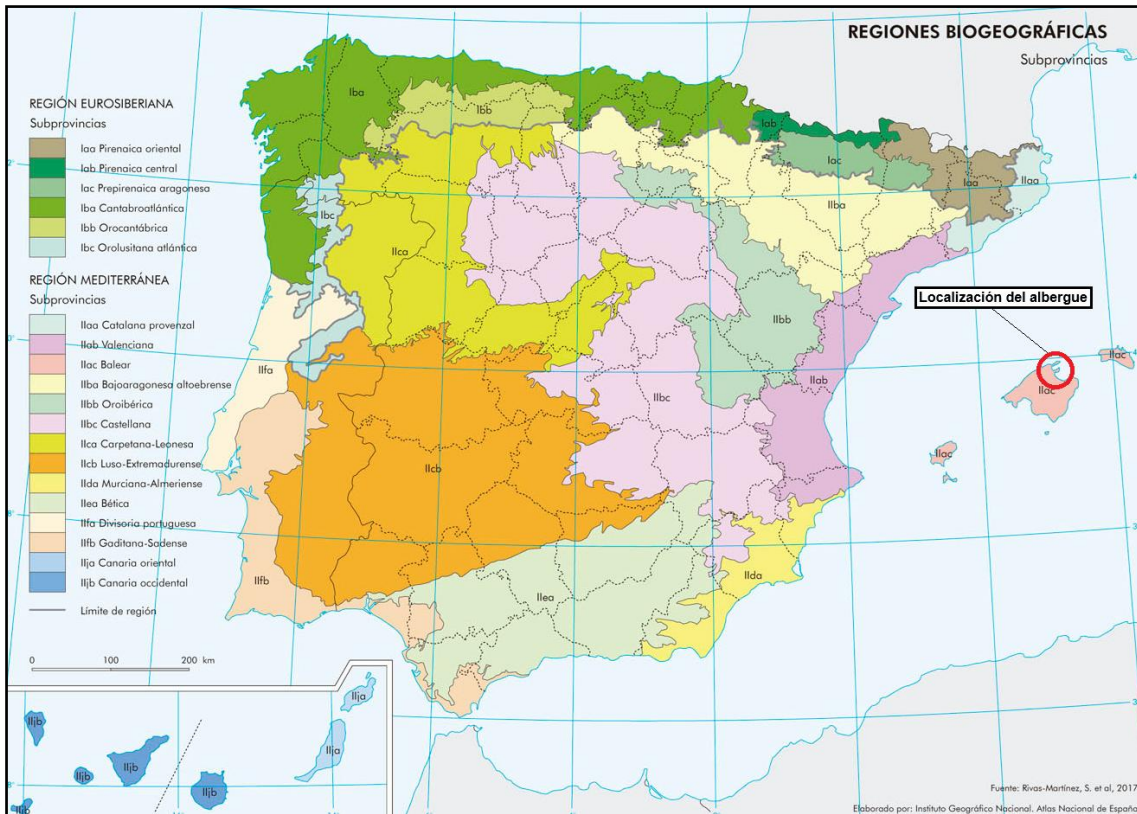 REGIONES BIOGEOGRÁFICAS
Subprovincias
REGIÓN EUROSIBERIANA
Subprovincias
Iaa Pirenaica oriental
Iab Pirenaica central
Iac Prepirenaica aragonesa
Iba Cantabroatlántica
Ibb Orocantábrica
Ibc Orolusitana atlántica
REGIÓN MEDITERRÁNEA
Subprovincias
IIaa Catalana provenzal
IIab Valenciana
IIac Balear
IIba Bajoaragonesa altoebrense
IIbb Oroibérica
IIbc Castellana
IIca Carpetana-Leonesa
IIcb Luso-Extremadurense
IIda Murciana-Almeriense
IIea Bética
IIfa Divisoria portuguesa
IIfb Gaditana-Sadense
IIja Canaria oriental
IIjb Canaria occidental
Límite de región
0 100 200 km
Iba
Ibb
Iab
Iac
Iaa
IIaa
Ibc
IIca
IIba
Localización del albergue
IIbb
IIfa
IIab
IIac
IIac
IIbc
IIac
IIcb
IIda
IIfb
IIea
IIja
IIjb
IIja
IIjb
IIjb
IIjb
IIjb
Fuente: Rivas-Martínez, S. et al, 2017
Elaborado por: Instituto Geográfico Nacional. Atlas Nacional de España